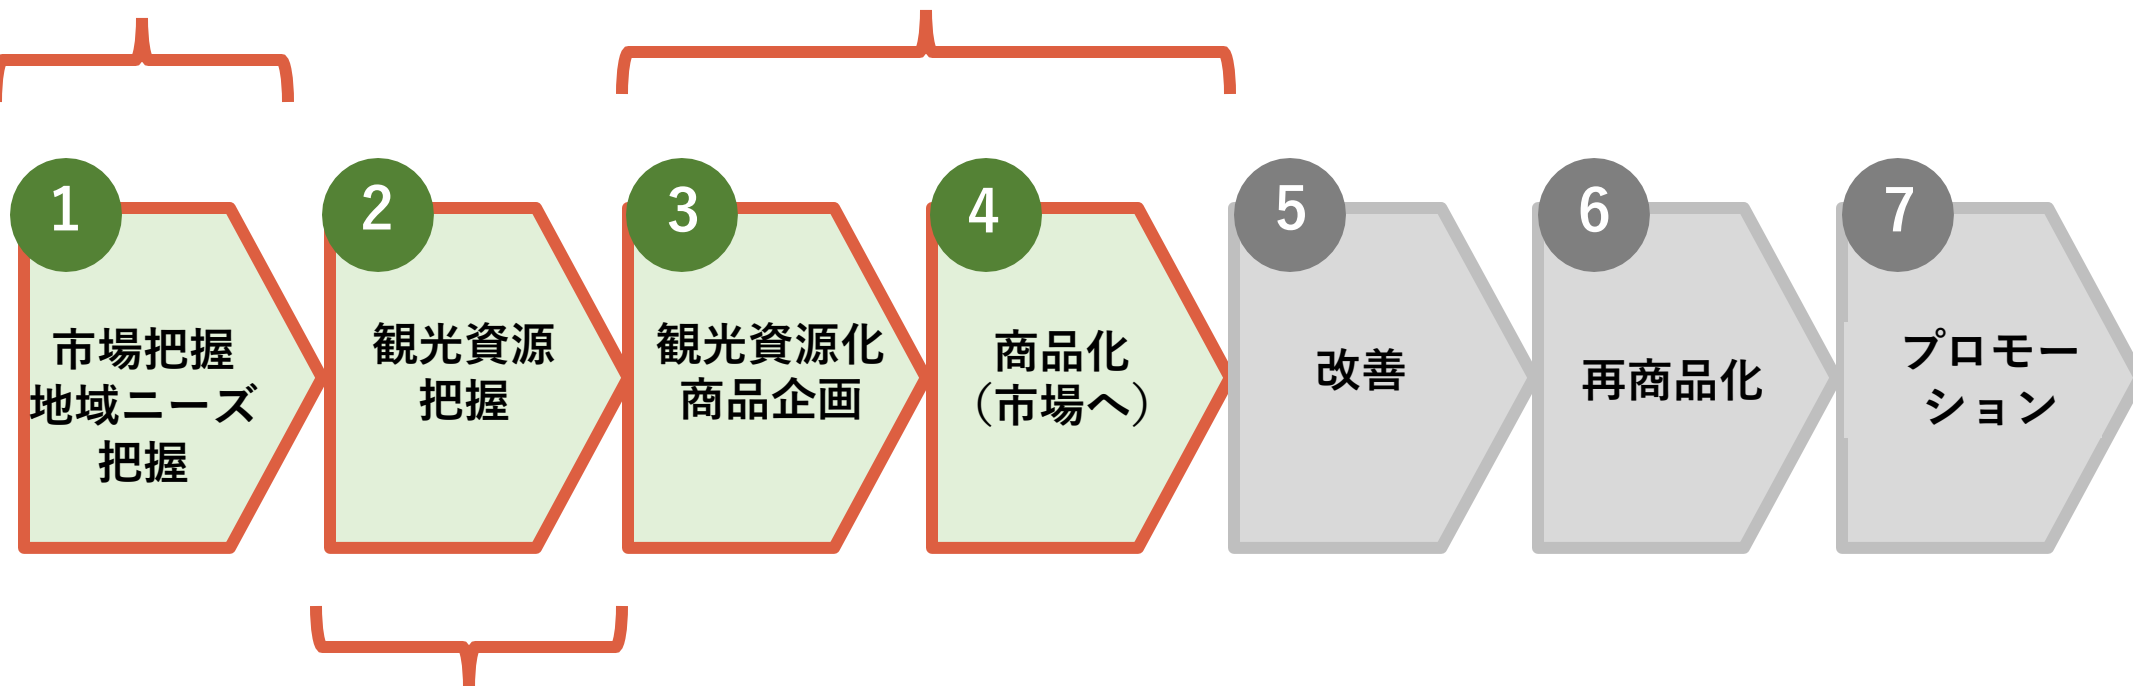 1
市場把握
地域ニーズ
把握
2
観光資源
把握
3
観光資源化
商品企画
4
商品化
（市場へ）
5
改善
6
再商品化
7
プロモー
ション